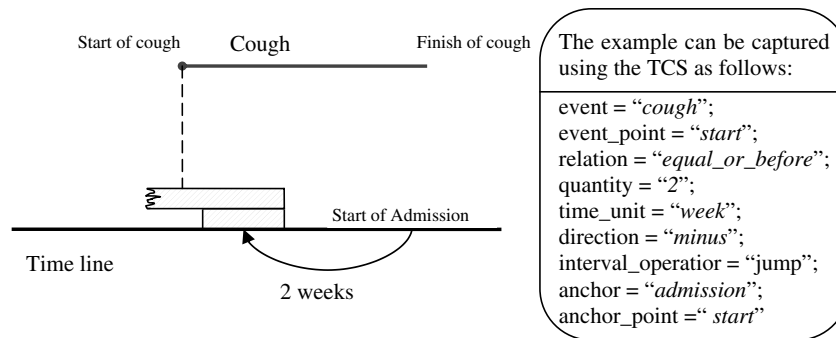 Start of cough
Cough
Finish of cough
Start of Admission
Time line
2 weeks
The example can be captured
using the TCS as follows:
event = “cough”;
event_point = “start”;
relation = “equal_or_before”;
quantity = “2”;
time_unit = “week”;
direction = “minus”;
interval_operatior = “jump”;
anchor = “admission”;
anchor_point =“ start”